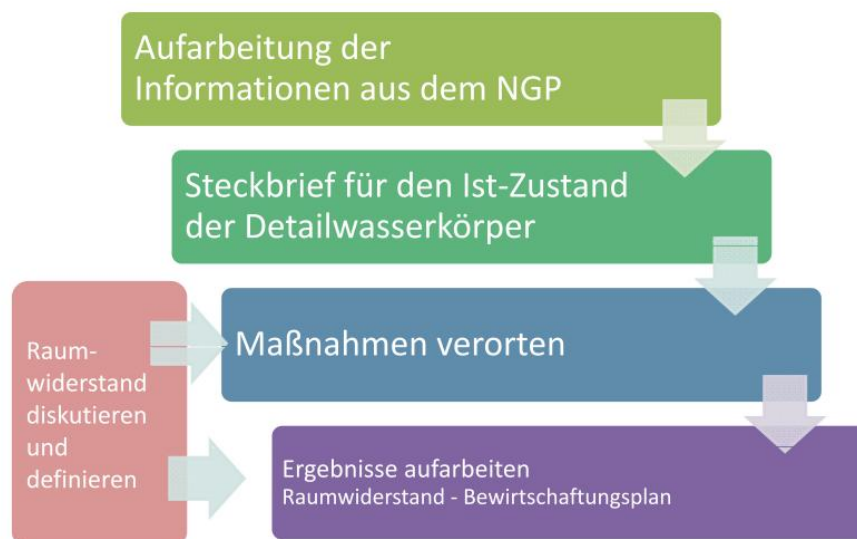 Aufarbeitung der
Informationen aus dem NGP
Steckbrief für den Ist-Zustand
der Detailwasserkörper
Maßnahmen verorten
Raum-
widerstand
diskutieren
und
definieren
Ergebnisse aufarbeiten
Raumwiderstand - Bewirtschaftungsplan